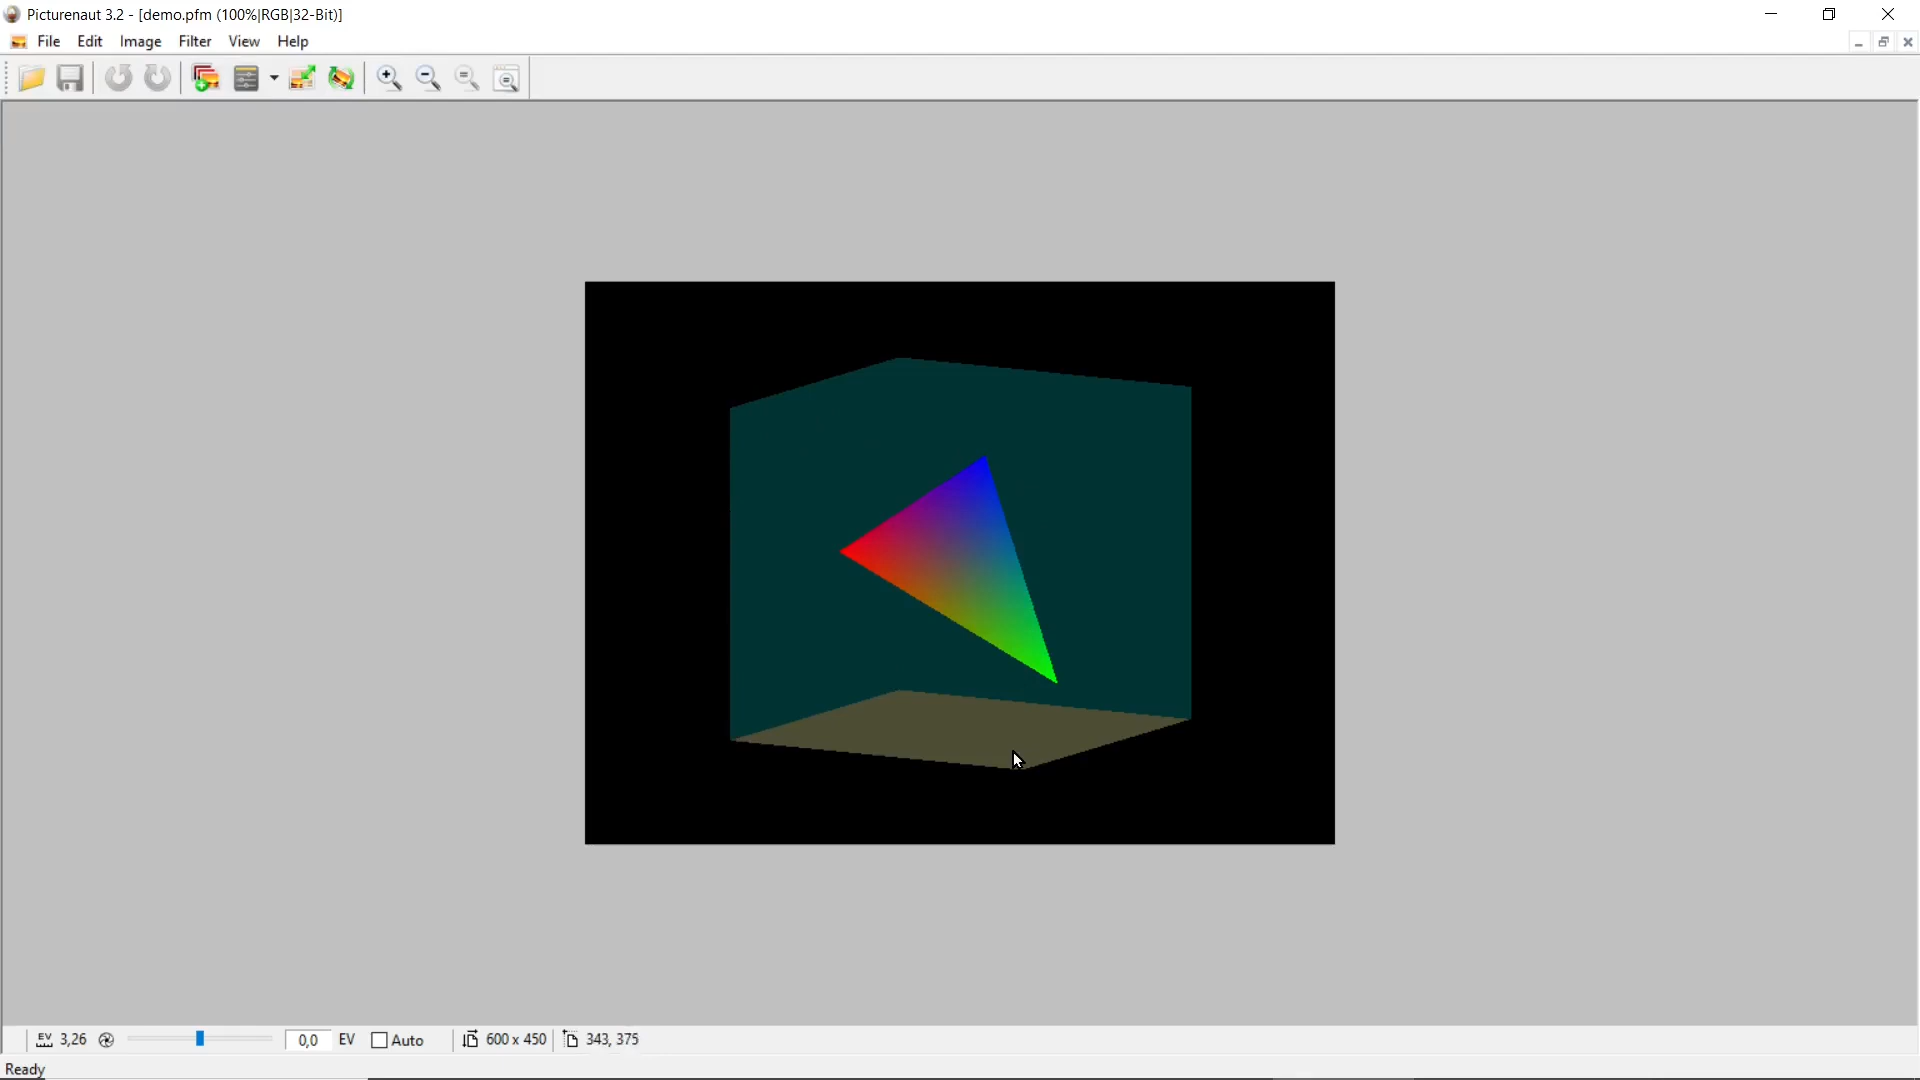 Picturenaut 3.2 - [demo.pfm (100%|RGB|32-Bit)]
File Edit Image Filter View Help
EV 3,26 0,0 EV Auto 600 x 450 343, 375
Ready